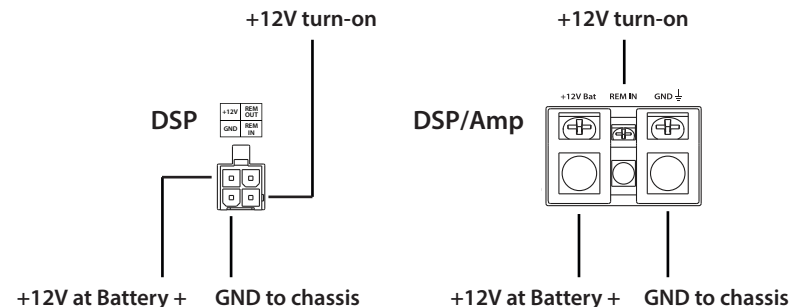 +12V turn-on
+12V turn-on
+12V Bat REM IN GND
DSP
+12V REM OUT
GND REM IN
DSP/Amp
+12V at Battery + GND to chassis
+12V at Battery + GND to chassis